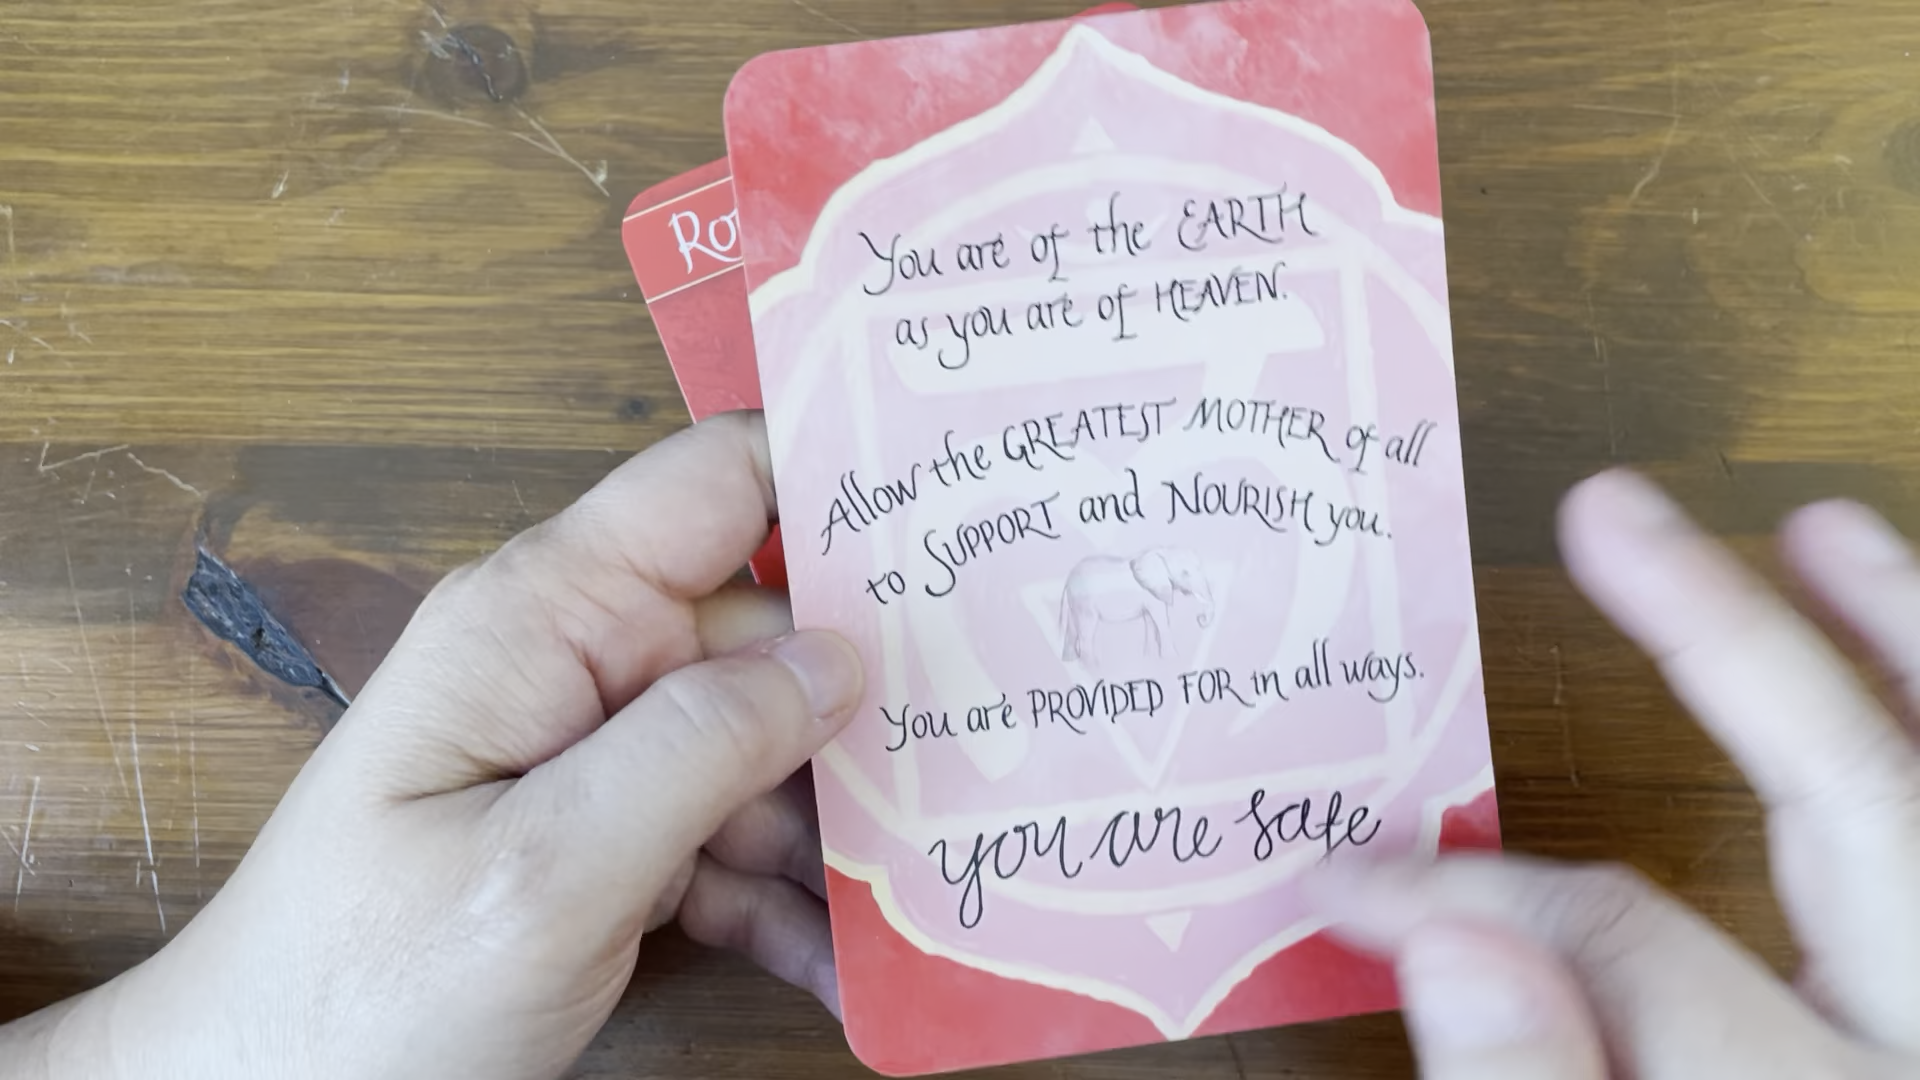 Ro
You are of the EARTH
as you are of HEAVEN.
Allow the GREATEST MOTHER of all
to SUPPORT and NOURISH you.
You are PROVIDED FOR in all ways.
you are safe